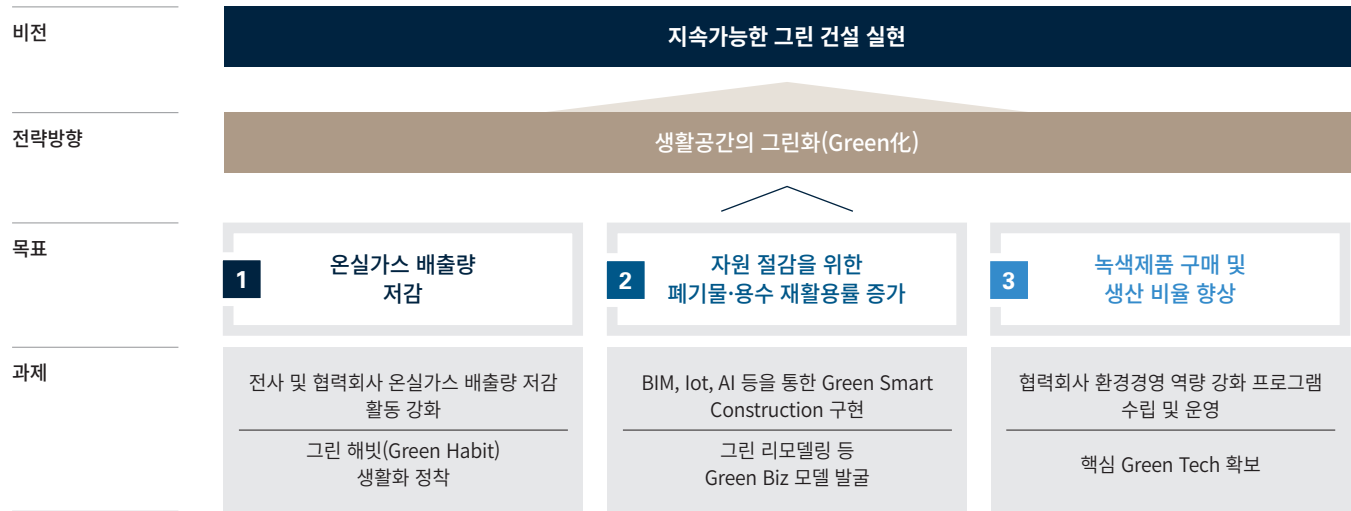 비전
지속가능한 그린 건설 실현
전략방향
생활공간의 그린화(Green化)
목표
1
온실가스 배출량
저감
2
자원 절감을 위한
폐기물·용수 재활용률 증가
3
녹색제품 구매 및
생산 비율 향상
과제
전사 및 협력회사 온실가스 배출량 저감
활동 강화
그린 해빗(Green Habit)
생활화 정착
BIM, Iot, AI 등을 통한 Green Smart
Construction 구현
그린 리모델링 등
Green Biz 모델 발굴
협력회사 환경경영 역량 강화 프로그램
수립 및 운영
핵심 Green Tech 확보